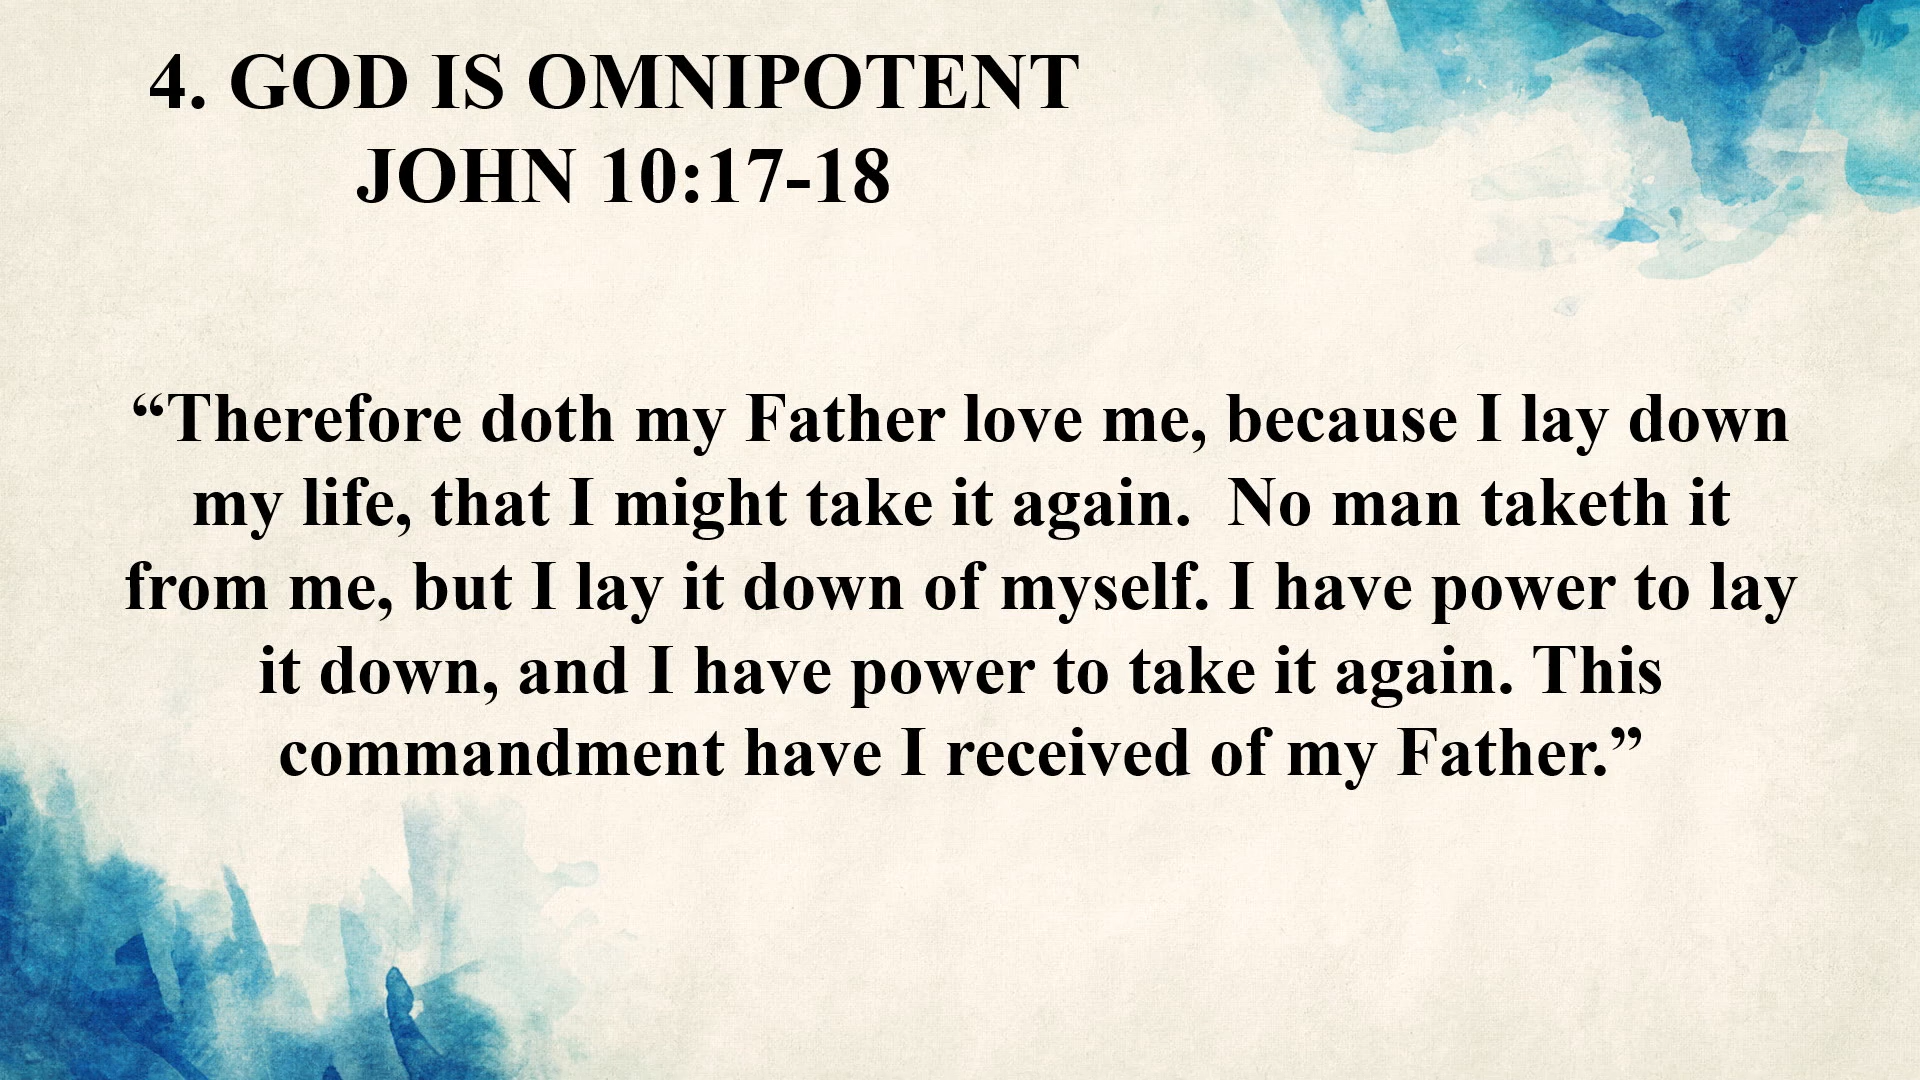 4. GOD IS OMNIPOTENT
JOHN 10:17-18
“Therefore doth my Father love me, because I lay down
my life, that I might take it again.  No man taketh it
from me, but I lay it down of myself. I have power to lay
it down, and I have power to take it again. This
commandment have I received of my Father.”